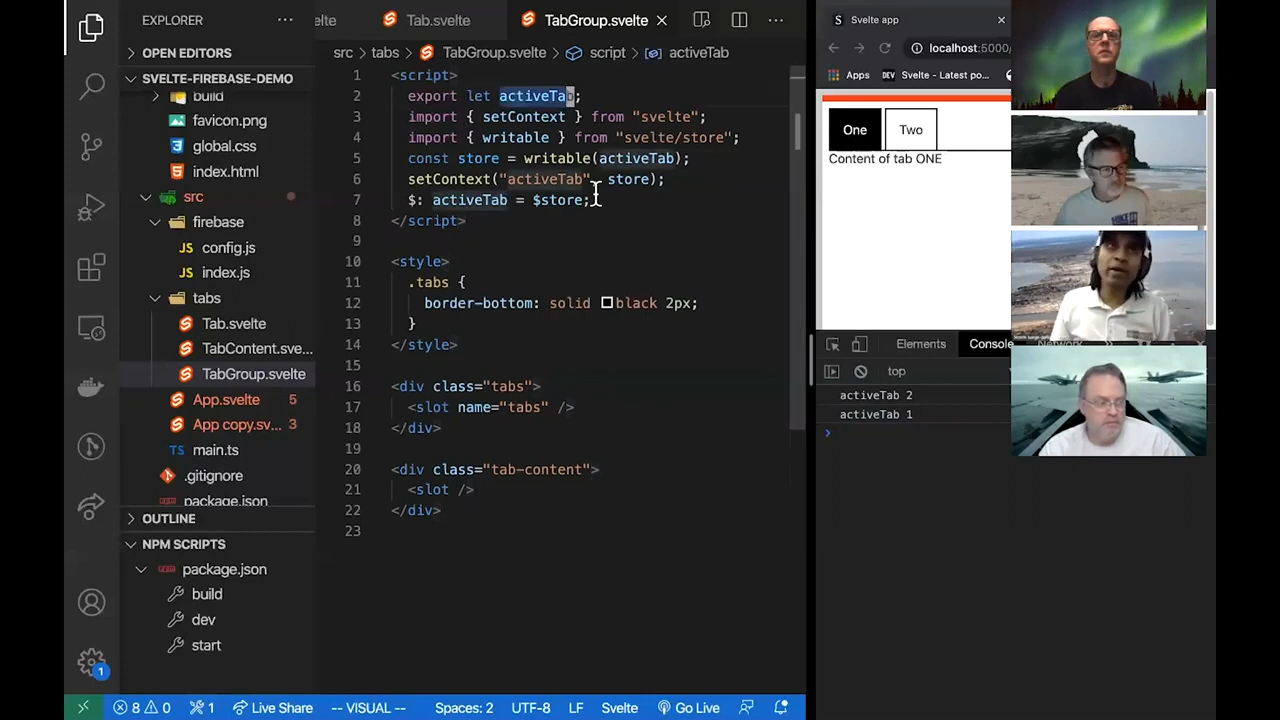 EXPLORER
OPEN EDITORS
SVELTE-FIREBASE-DEMO
build
favicon.png
global.css
index.html
src
firebase
config.js
index.js
tabs
Tab.svelte
TabContent.sve...
TabGroup.svelte
App.svelte 5
App copy.sv... 3
main.ts
.gitignore
package.json
OUTLINE
NPM SCRIPTS
package.json
build
dev
start
elte Tab.svelte TabGroup.svelte
src > tabs > TabGroup.svelte > script > activeTab
1 <script>
2 export let activeTab;
3 import { setContext } from "svelte";
4 import { writable } from "svelte/store";
5 const store = writable(activeTab);
6 setContext("activeTab", store);
7 $: activeTab = $store;
8 </script>
9
10 <style>
11 .tabs {
12 border-bottom: solid black 2px;
13 }
14 </style>
15
16 <div class="tabs">
17 <slot name="tabs" />
18 </div>
19
20 <div class="tab-content">
21 <slot />
22 </div>
23
Svelte app
localhost:5000/
Apps DEV Svelte - Latest po...
One Two
Content of tab ONE
Elements Console
top
activeTab 2
activeTab 1
1
8 0 1 Live Share -- VISUAL -- Spaces: 2 UTF-8 LF Svelte Go Live